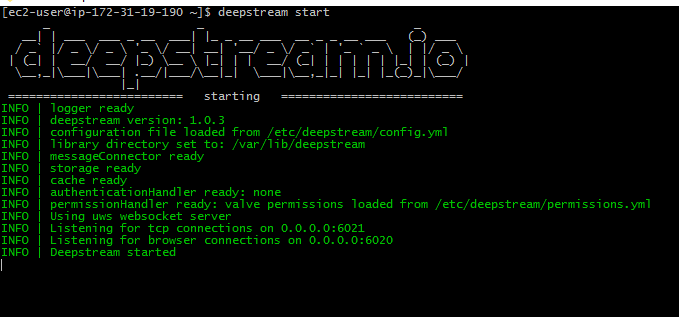 [ec2-user@ip-172-31-19-190 ~]$ deepstream start
deepstream.io
========================= starting ==========================
INFO | logger ready
INFO | deepstream version: 1.0.3
INFO | configuration file loaded from /etc/deepstream/config.yml
INFO | library directory set to: /var/lib/deepstream
INFO | messageConnector ready
INFO | storage ready
INFO | cache ready
INFO | authenticationHandler ready: none
INFO | permissionHandler ready: valve permissions loaded from /etc/deepstream/permissions.yml
INFO | Using uws websocket server
INFO | Listening for tcp connections on 0.0.0.0:6021
INFO | Listening for browser connections on 0.0.0.0:6020
INFO | Deepstream started